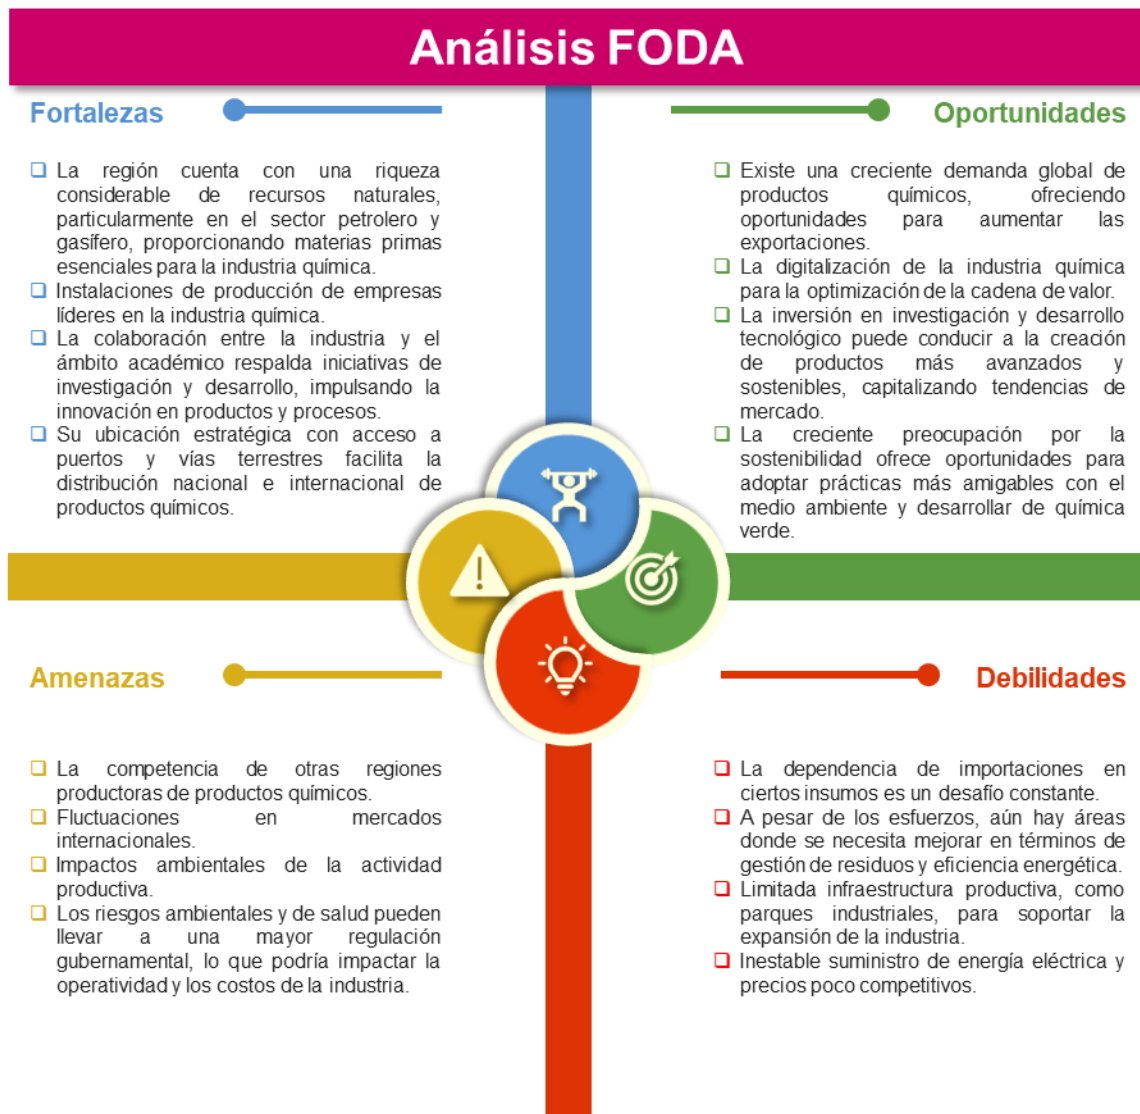 Análisis FODA
Fortalezas
❑ La región cuenta con una riqueza
considerable de recursos naturales,
particularmente en el sector petrolero y
gasífero, proporcionando materias primas
esenciales para la industria química.
❑ Instalaciones de producción de empresas
líderes en la industria química.
❑ La colaboración entre la industria y el
ámbito académico respalda iniciativas de
investigación y desarrollo, impulsando la
innovación en productos y procesos.
❑ Su ubicación estratégica con acceso a
puertos y vías terrestres facilita la
distribución nacional e internacional de
productos químicos.
Oportunidades
❑ Existe una creciente demanda global de
productos químicos, ofreciendo
oportunidades para aumentar las
exportaciones.
❑ La digitalización de la industria química
para la optimización de la cadena de valor.
❑ La inversión en investigación y desarrollo
tecnológico puede conducir a la creación
de productos más avanzados y
sostenibles, capitalizando tendencias de
mercado.
❑ La creciente preocupación por la
sostenibilidad ofrece oportunidades para
adoptar prácticas más amigables con el
medio ambiente y desarrollar de química
verde.
Amenazas
❑ La competencia de otras regiones
productoras de productos químicos.
❑ Fluctuaciones en mercados
internacionales.
❑ Impactos ambientales de la actividad
productiva.
❑ Los riesgos ambientales y de salud pueden
llevar a una mayor regulación
gubernamental, lo que podría impactar la
operatividad y los costos de la industria.
Debilidades
❑ La dependencia de importaciones en
ciertos insumos es un desafío constante.
❑ A pesar de los esfuerzos, aún hay áreas
donde se necesita mejorar en términos de
gestión de residuos y eficiencia energética.
❑ Limitada infraestructura productiva, como
parques industriales, para soportar la
expansión de la industria.
❑ Inestable suministro de energía eléctrica y
precios poco competitivos.